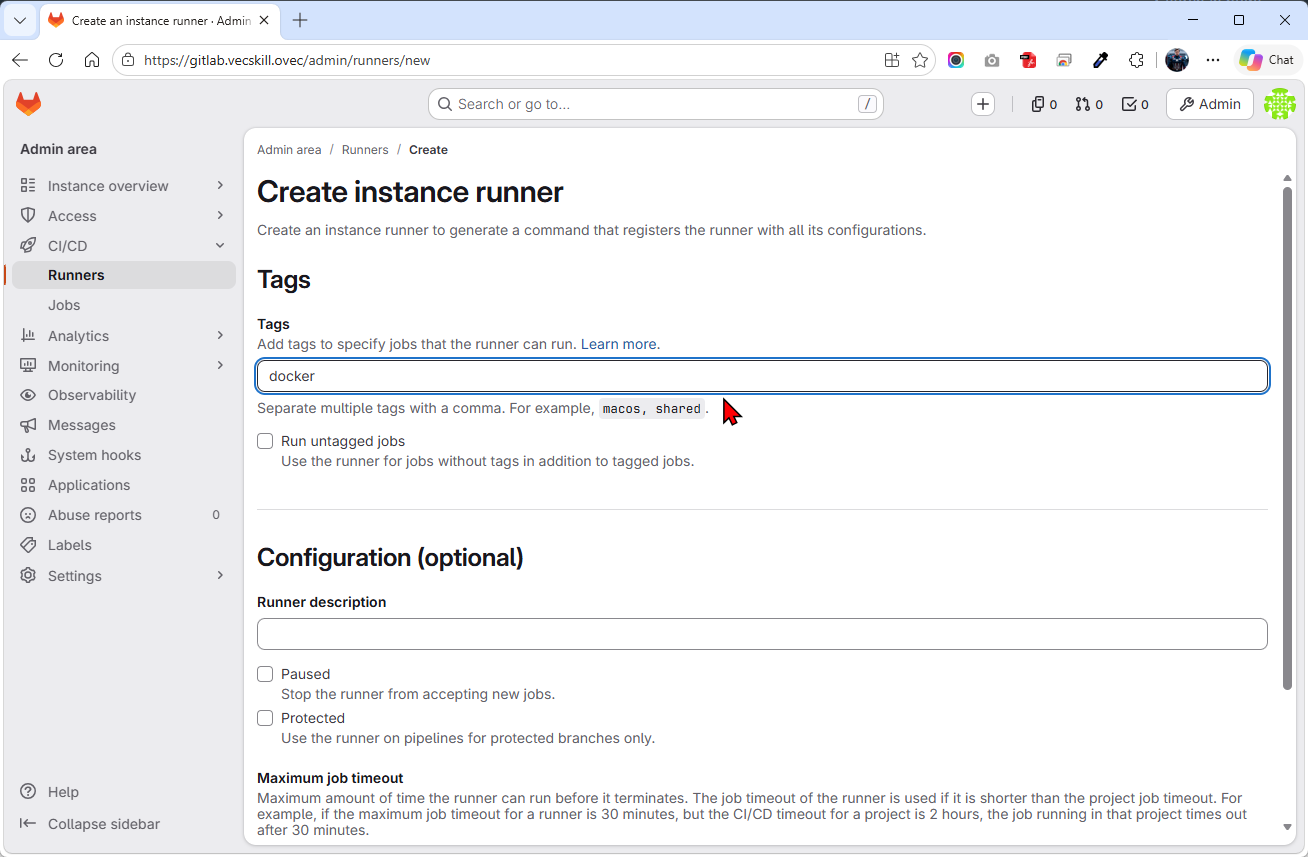 Create an instance runner · Admin
https://gitlab.vecskill.ovec/admin/runners/new
Chat
Search or go to...
/
0
0
0
Admin
Admin area
Instance overview
Access
CI/CD
Runners
Jobs
Analytics
Monitoring
Observability
Messages
System hooks
Applications
Abuse reports 0
Labels
Settings
Help
Collapse sidebar
Admin area / Runners / Create
Create instance runner
Create an instance runner to generate a command that registers the runner with all its configurations.
Tags
Tags
Add tags to specify jobs that the runner can run. Learn more.
docker
Separate multiple tags with a comma. For example, macos, shared.
Run untagged jobs
Use the runner for jobs without tags in addition to tagged jobs.
Configuration (optional)
Runner description
Paused
Stop the runner from accepting new jobs.
Protected
Use the runner on pipelines for protected branches only.
Maximum job timeout
Maximum amount of time the runner can run before it terminates. The job timeout of the runner is used if it is shorter than the project job timeout. For
example, if the maximum job timeout for a runner is 30 minutes, but the CI/CD timeout for a project is 2 hours, the job running in that project times out
after 30 minutes.